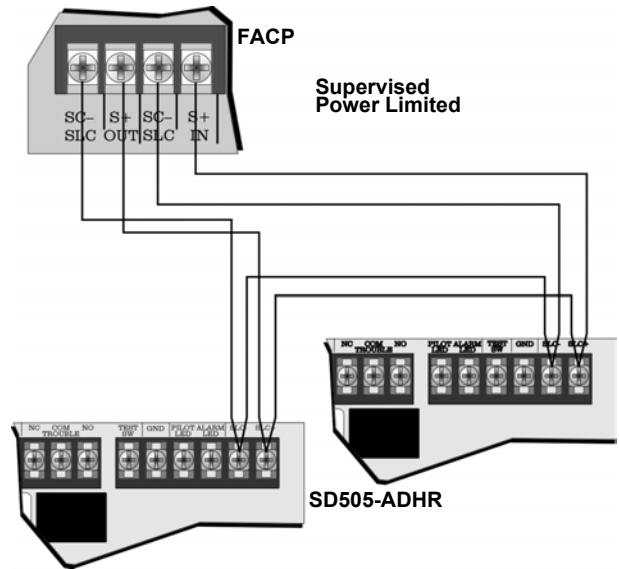 FACP
Supervised
Power Limited
SC- S+ SC- S+
SLC OUT SLC IN
NC COM NO PILOT ALARM TEST GND SLC- SLC+
TROUBLE LED LED SW
NC COM NO TEST GND PILOT ALARM SLC- SLC+
TROUBLE SW LED LED
SD505-ADHR